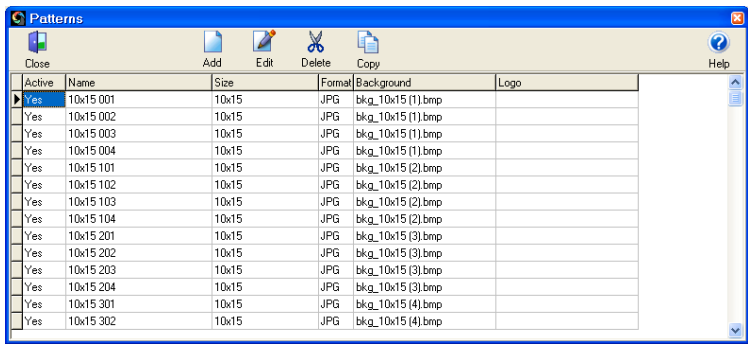 Patterns
Close Add Edit Delete Copy Help
Active Name Size Format Background Logo
Yes 10x15 001 10x15 JPG bkg_10x15 (1).bmp
Yes 10x15 002 10x15 JPG bkg_10x15 (1).bmp
Yes 10x15 003 10x15 JPG bkg_10x15 (1).bmp
Yes 10x15 004 10x15 JPG bkg_10x15 (1).bmp
Yes 10x15 101 10x15 JPG bkg_10x15 (2).bmp
Yes 10x15 102 10x15 JPG bkg_10x15 (2).bmp
Yes 10x15 103 10x15 JPG bkg_10x15 (2).bmp
Yes 10x15 104 10x15 JPG bkg_10x15 (2).bmp
Yes 10x15 201 10x15 JPG bkg_10x15 (3).bmp
Yes 10x15 202 10x15 JPG bkg_10x15 (3).bmp
Yes 10x15 203 10x15 JPG bkg_10x15 (3).bmp
Yes 10x15 204 10x15 JPG bkg_10x15 (3).bmp
Yes 10x15 301 10x15 JPG bkg_10x15 (4).bmp
Yes 10x15 302 10x15 JPG bkg_10x15 (4).bmp